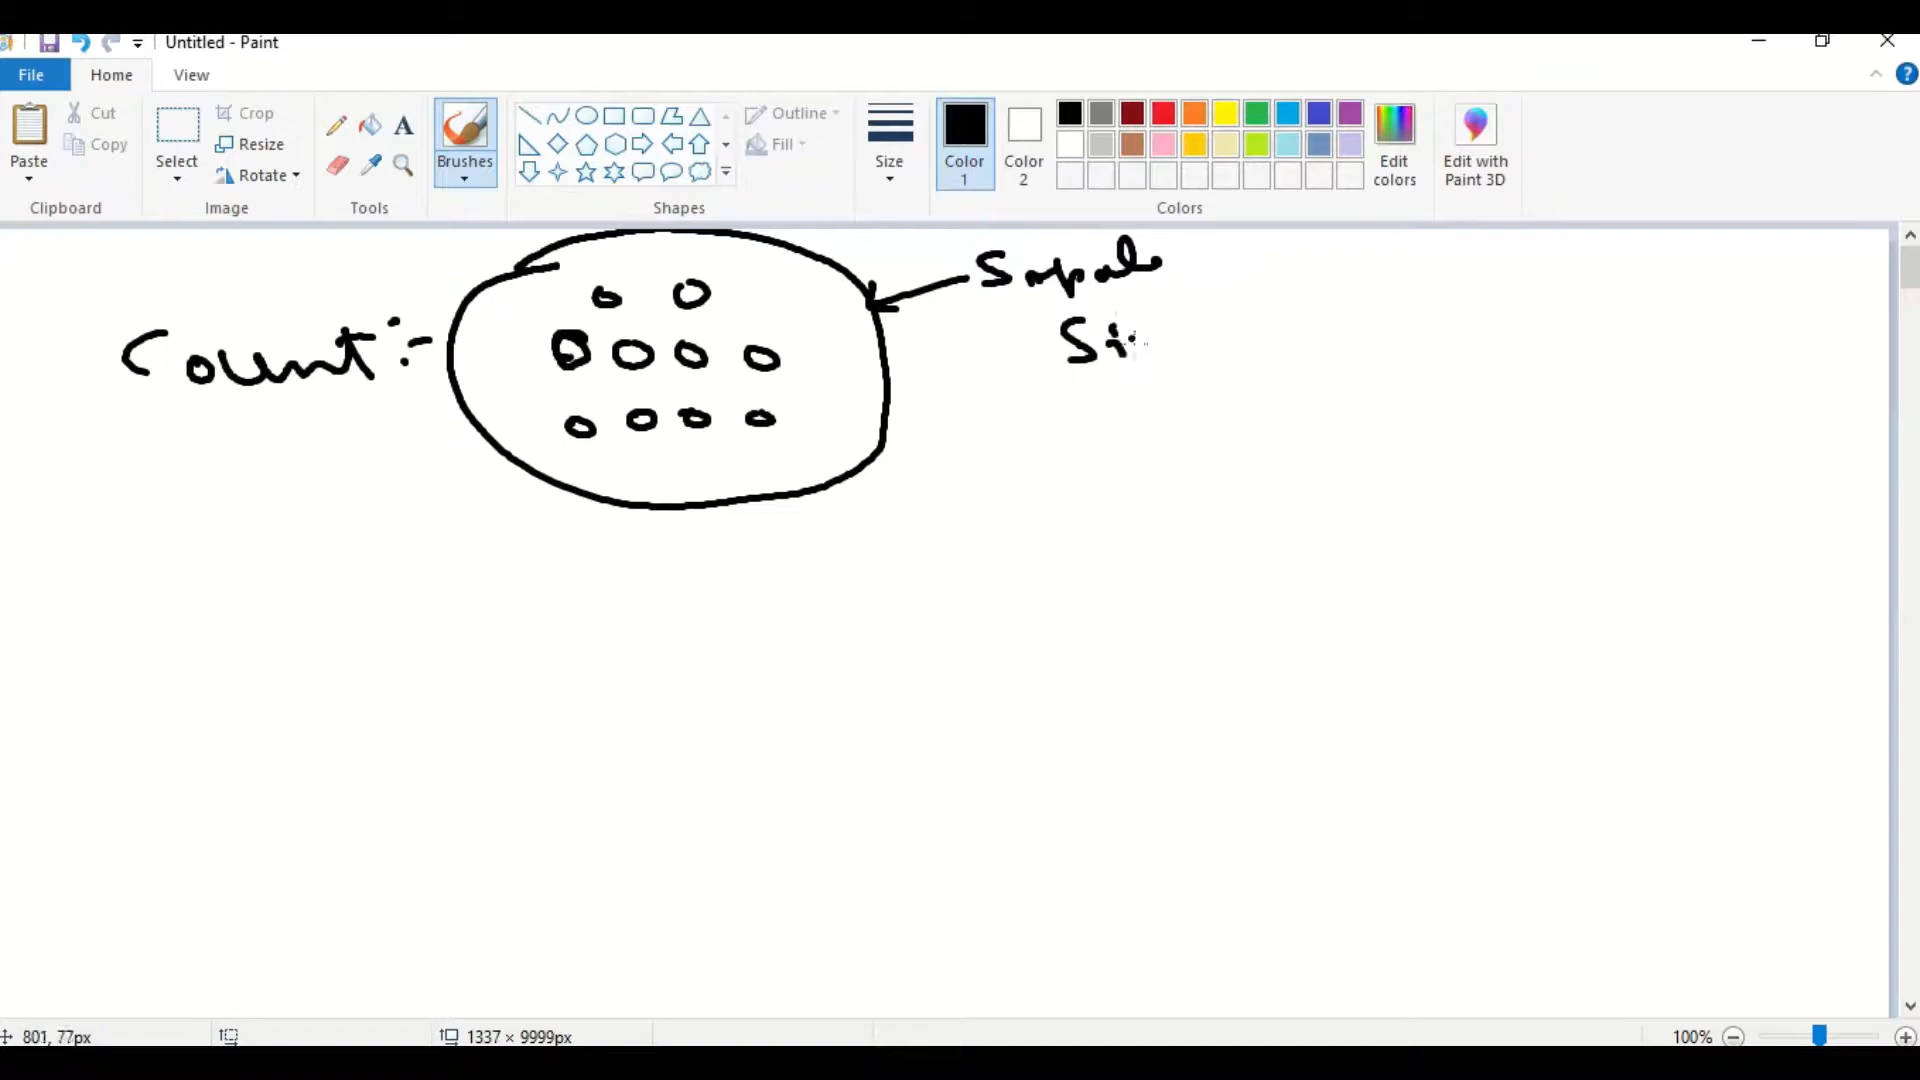 Untitled - Paint
File
Home
View
Paste
Cut
Copy
Clipboard
Select
Crop
Resize
Rotate
Image
Tools
Brushes
Shapes
Outline
Fill
Size
Color 1
Color 2
Edit colors
Edit with Paint 3D
Colors
Count :-
Si
801, 77px
1337 × 9999px
100%